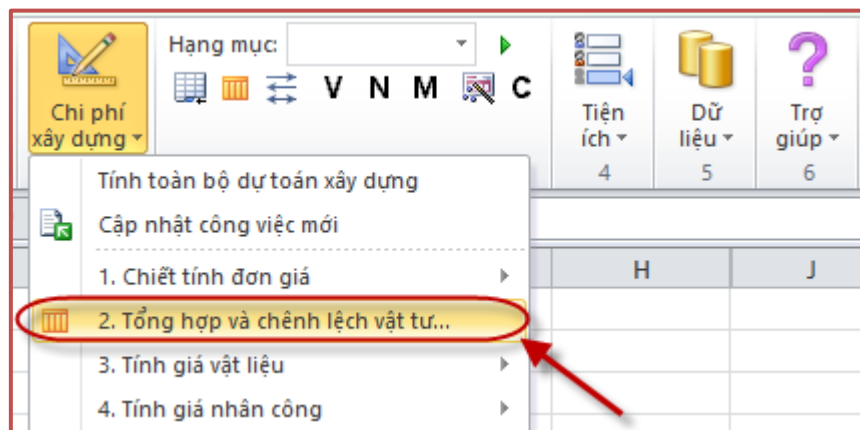 Hạng mục:
V N M C
Chi phí
xây dựng
Tiện
ích
4
Dữ
liệu
5
Trợ
giúp
6
Tính toàn bộ dự toán xây dựng
Cập nhật công việc mới
1. Chiết tính đơn giá
2. Tổng hợp và chênh lệch vật tư...
3. Tính giá vật liệu
4. Tính giá nhân công
H
J